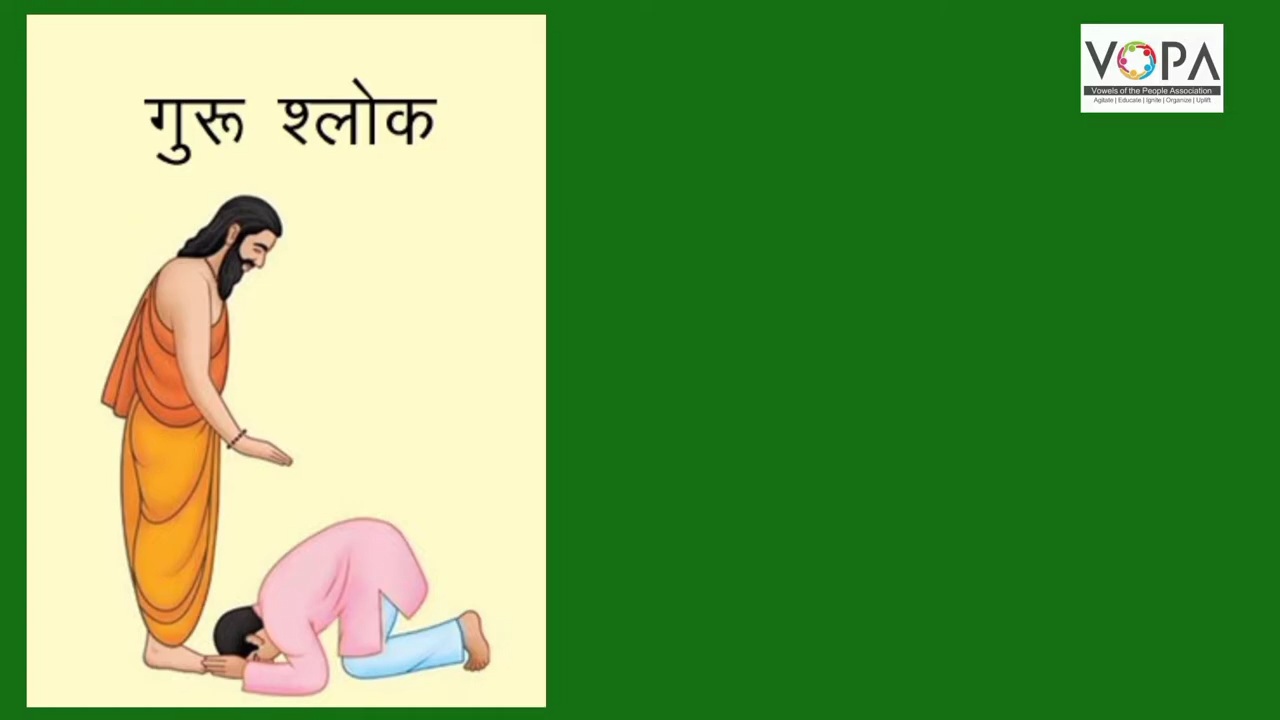 गुरू श्लोक
VOPA
Vowels of the People Association
Agitate | Educate | Ignite | Organize | Uplift